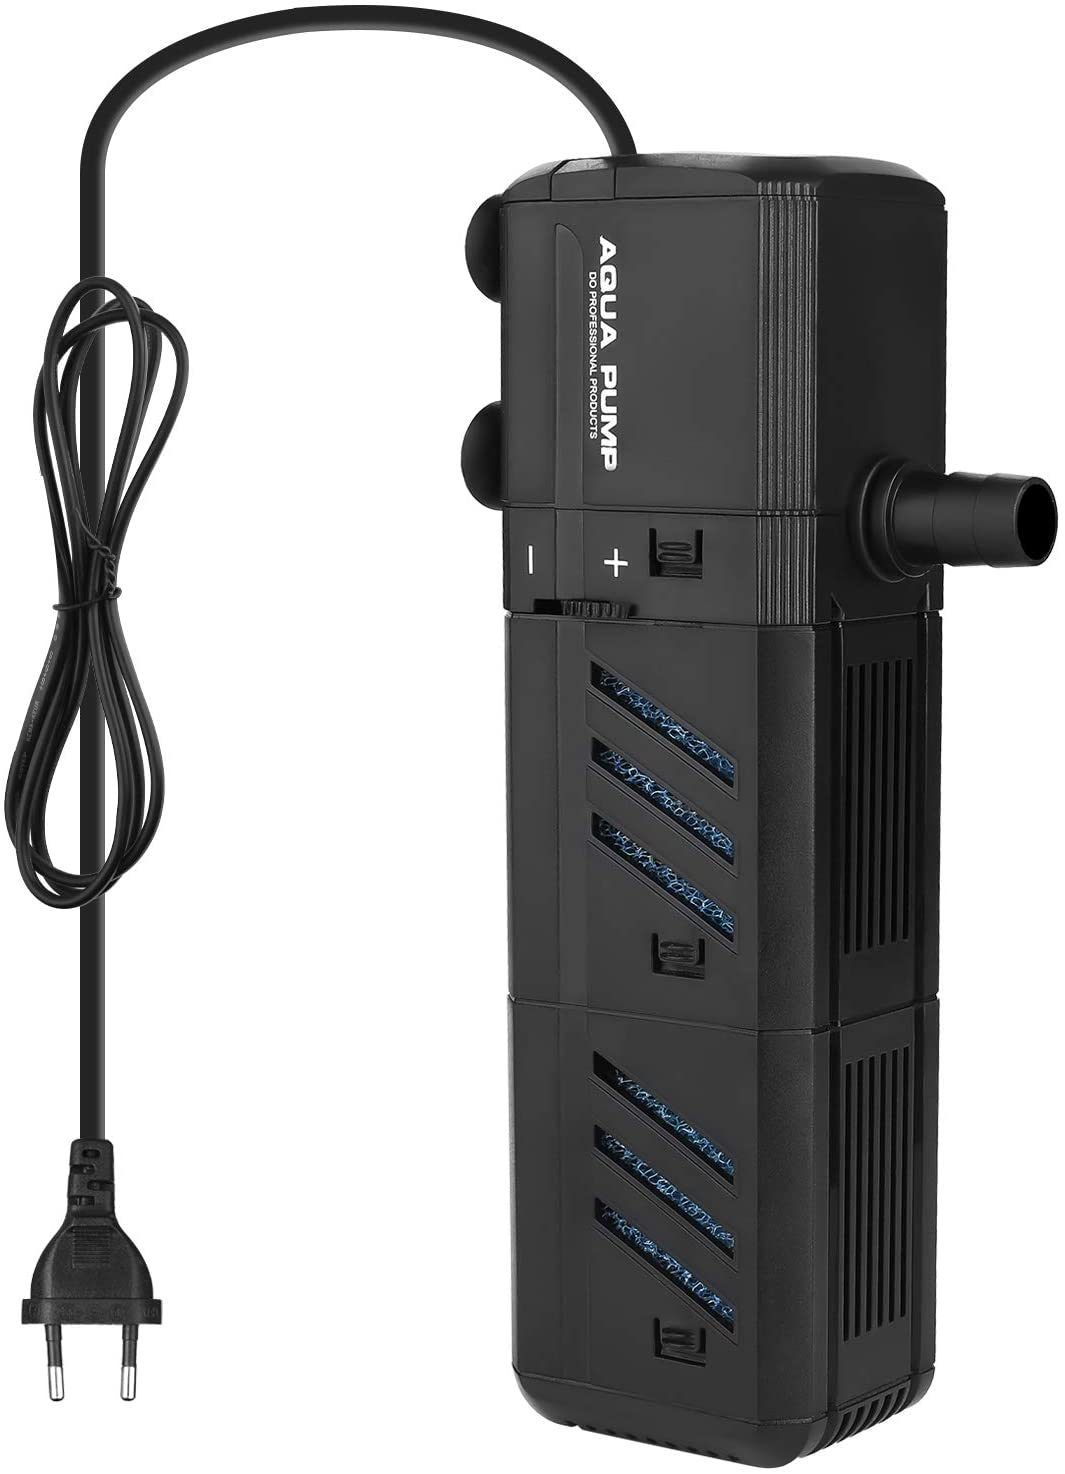 AQUA PUMP
DO PROFESSIONAL PRODUCTS
− +